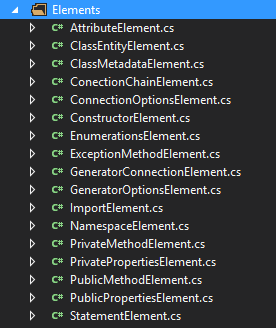 Elements
C# AttributeElement.cs
C# ClassEntityElement.cs
C# ClassMetadataElement.cs
C# ConectionChainElement.cs
C# ConnectionOptionsElement.cs
C# ConstructorElement.cs
C# EnumerationsElement.cs
C# ExceptionMethodElement.cs
C# GeneratorConnectionElement.cs
C# GeneratorOptionsElement.cs
C# ImportElement.cs
C# NamespaceElement.cs
C# PrivateMethodElement.cs
C# PrivatePropertiesElement.cs
C# PublicMethodElement.cs
C# PublicPropertiesElement.cs
C# StatementElement.cs